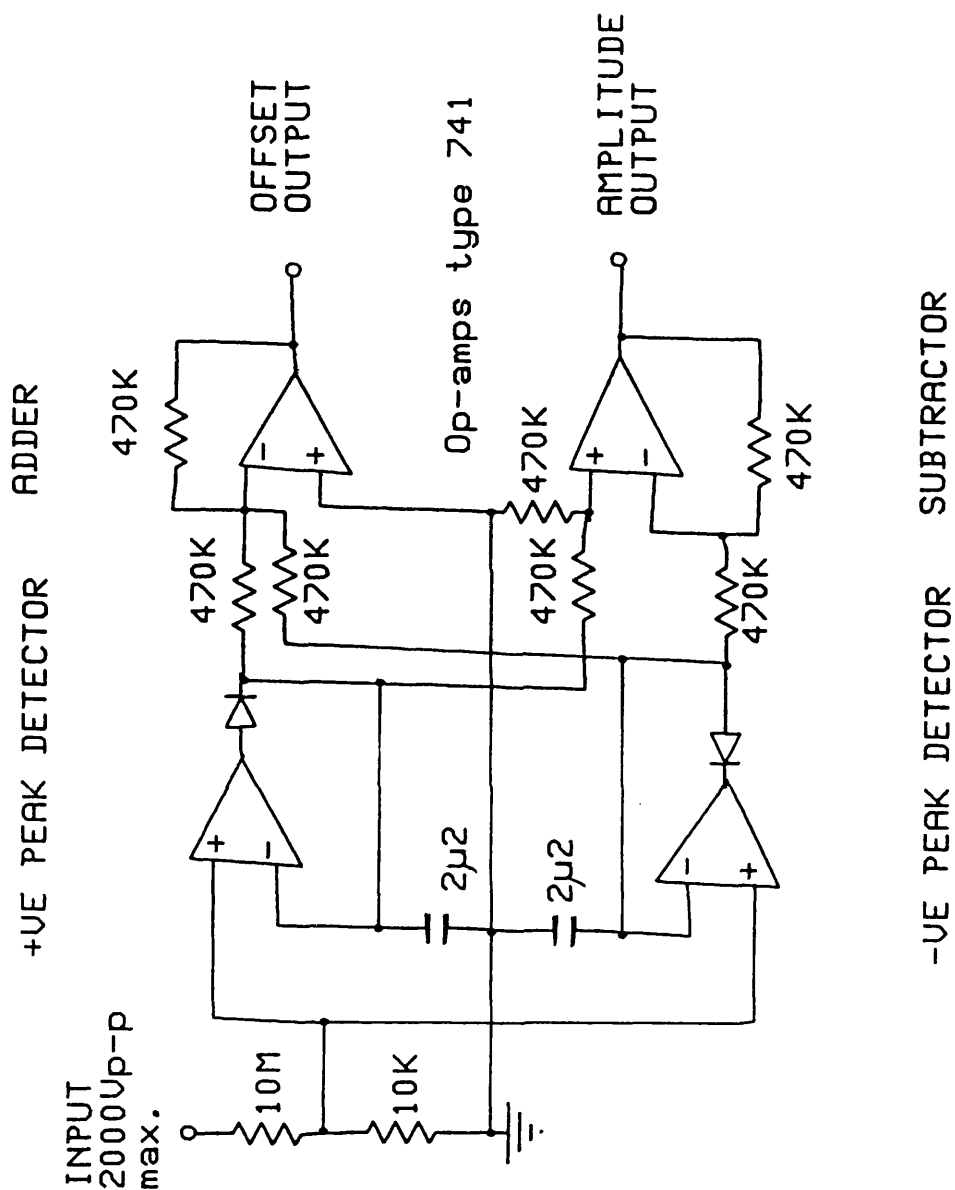 +VE PEAK DETECTOR
ADDER
INPUT
2000Vp-p
max.
10M
10K
+
-
2µ2
2µ2
-
+
470K
470K
470K
-
+
OFFSET
OUTPUT
Op-amps type 741
470K
470K
+
-
470K
470K
AMPLITUDE
OUTPUT
-VE PEAK DETECTOR
SUBTRACTOR